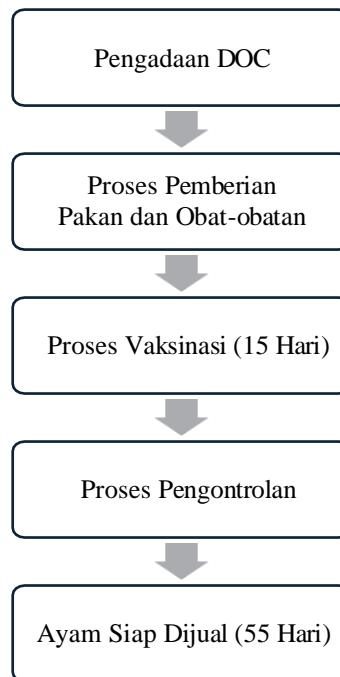 Pengadaan DOC
Proses Pemberian
Pakan dan Obat-obatan
Proses Vaksinasi (15 Hari)
Proses Pengontrolan
Ayam Siap Dijual (55 Hari)